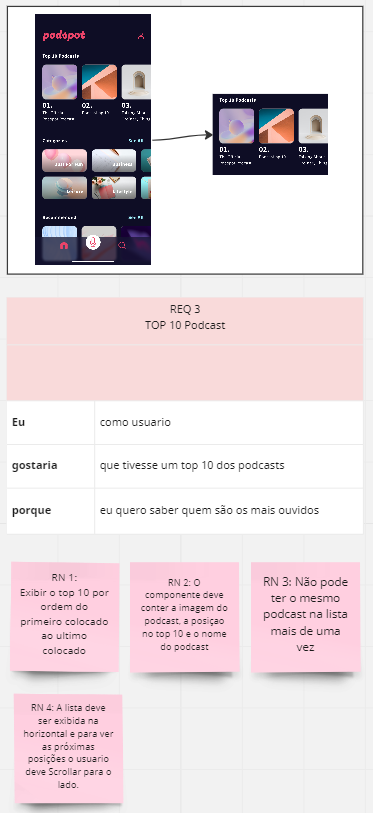 podspot
Top 10 Podcasts
01.
02.
03.
Categories
See All
Business
Lifestyle
Recommended
See All
Top 10 Podcasts
01.
02.
03.
REQ 3
TOP 10 Podcast
Eu
como usuario
gostaria
que tivesse um top 10 dos podcasts
porque
eu quero saber quem são os mais ouvidos
RN 1:
Exibir o top 10 por
ordem do
primeiro colocado
ao ultimo
colocado
RN 2: O
componente deve
conter a imagem do
podcast, a posiçao
no top 10 e o nome
do podcast
RN 3: Não pode
ter o mesmo
podcast na lista
mais de uma
vez
RN 4: A lista deve
ser exibida na
horizontal e para ver
as próximas
posições o usuario
deve Scrollar para o
lado.